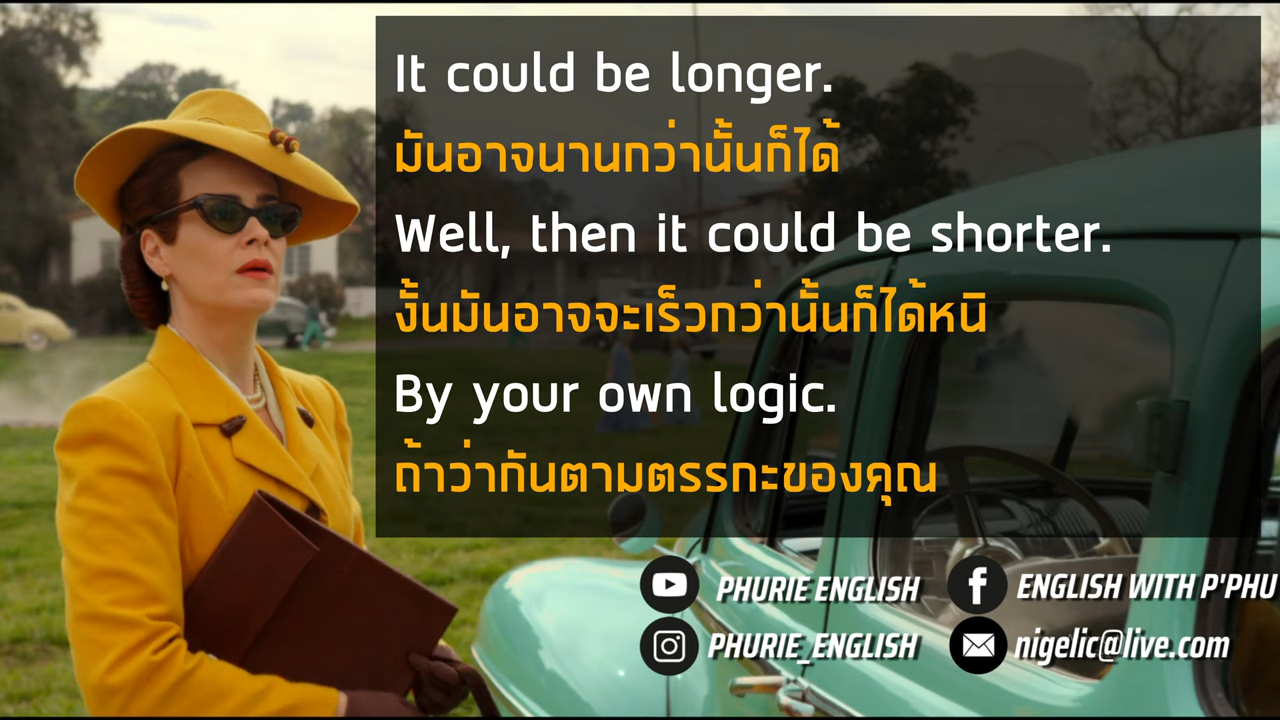 It could be longer.
มันอาจนานกว่านั้นก็ได้
Well, then it could be shorter.
งั้นมันอาจจะเร็วกว่านั้นก็ได้หนิ
By your own logic.
ถ้าว่ากันตามตรรกะของคุณ
PHURIE ENGLISH
ENGLISH WITH P'PHU
PHURIE_ENGLISH
nigelic@live.com